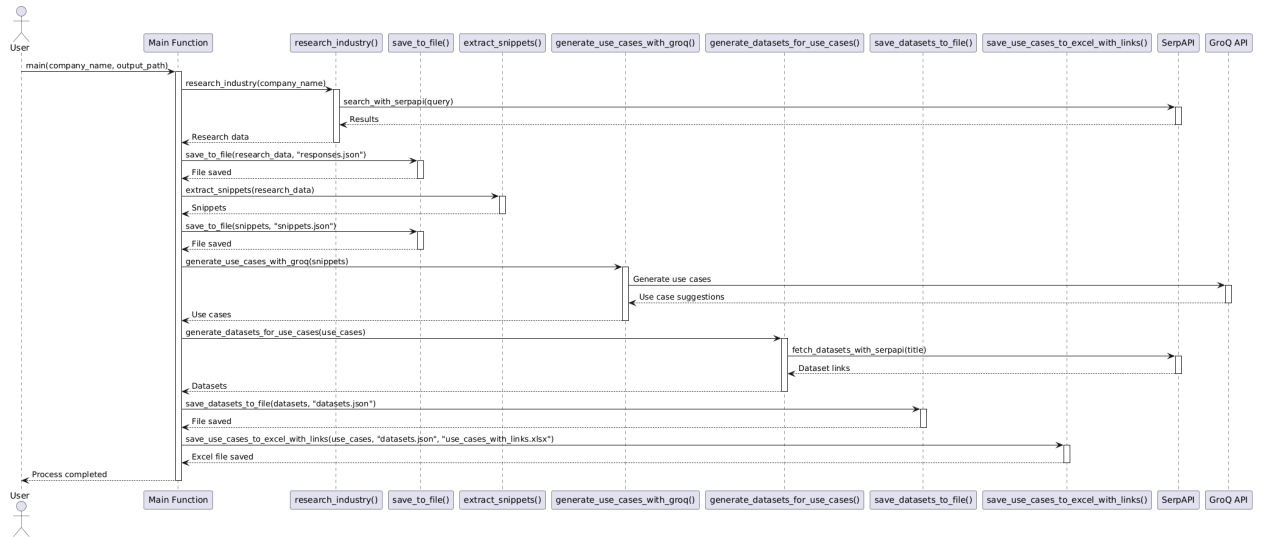 User
Main Function
research_industry()
save_to_file()
extract_snippets()
generate_use_cases_with_groq()
generate_datasets_for_use_cases()
save_datasets_to_file()
save_use_cases_to_excel_with_links()
SerpAPI
GroQ API
main(company_name, output_path)
research_industry(company_name)
search_with_serpapi(query)
Results
Research data
save_to_file(research_data, "responses.json")
File saved
extract_snippets(research_data)
Snippets
save_to_file(snippets, "snippets.json")
File saved
generate_use_cases_with_groq(snippets)
Generate use cases
Use case suggestions
Use cases
generate_datasets_for_use_cases(use_cases)
fetch_datasets_with_serpapi(title)
Dataset links
Datasets
save_datasets_to_file(datasets, "datasets.json")
File saved
save_use_cases_to_excel_with_links(use_cases, "datasets.json", "use_cases_with_links.xlsx")
Excel file saved
Process completed
User
Main Function
research_industry()
save_to_file()
extract_snippets()
generate_use_cases_with_groq()
generate_datasets_for_use_cases()
save_datasets_to_file()
save_use_cases_to_excel_with_links()
SerpAPI
GroQ API